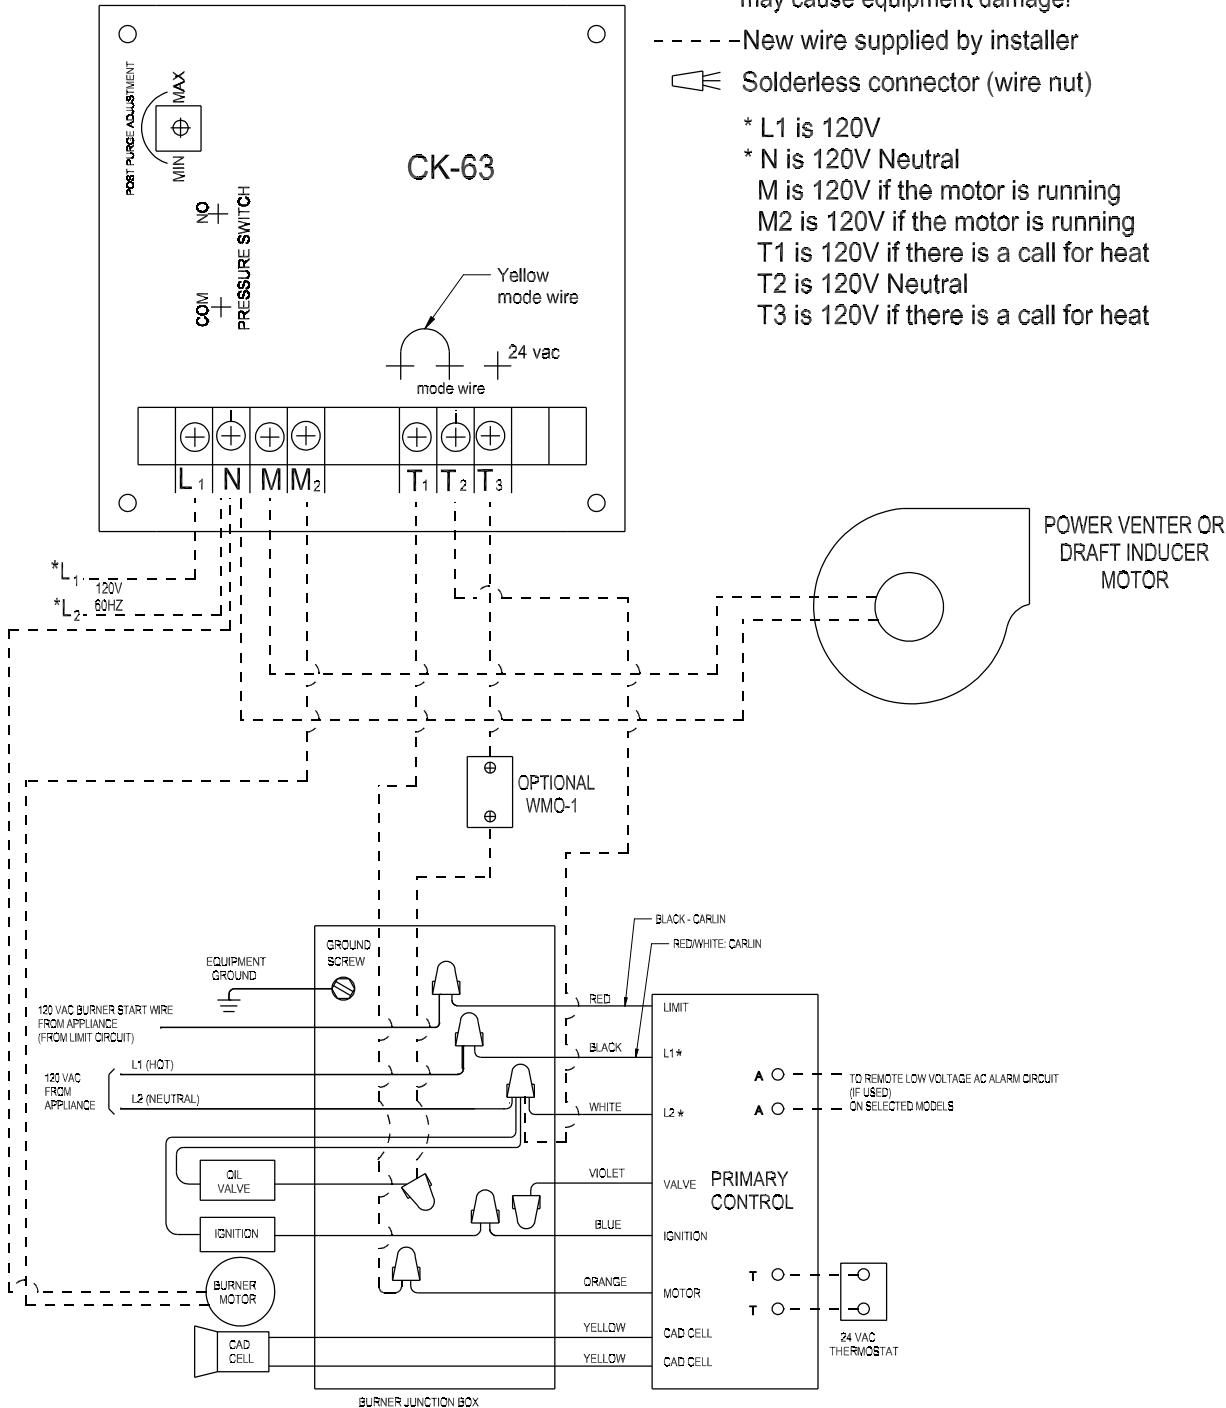 may cause equipment damage!
New wire supplied by installer
Solderless connector (wire nut)
* L1 is 120V
* N is 120V Neutral
M is 120V if the motor is running
M2 is 120V if the motor is running
T1 is 120V if there is a call for heat
T2 is 120V Neutral
T3 is 120V if there is a call for heat
POST PURGE ADJUSTMENT
MAX
MIN
CK-63
NO
COM
PRESSURE SWITCH
Yellow
mode wire
24 vac
mode wire
L1 N M M2 T1 T2 T3
*L1
120V
60HZ
*L2
POWER VENTER OR
DRAFT INDUCER
MOTOR
OPTIONAL
WMO-1
BLACK - CARLIN
RED/WHITE: CARLIN
GROUND
SCREW
EQUIPMENT
GROUND
120 VAC BURNER START WIRE
FROM APPLIANCE
(FROM LIMIT CIRCUIT)
RED
LIMIT
BLACK
L1*
L1 (HOT)
120 VAC
FROM
APPLIANCE
L2 (NEUTRAL)
WHITE
L2 *
A
A
TO REMOTE LOW VOLTAGE AC ALARM CIRCUIT
(IF USED)
ON SELECTED MODELS
OIL
VALVE
VIOLET
VALVE
PRIMARY
CONTROL
IGNITION
BLUE
IGNITION
BURNER
MOTOR
ORANGE
MOTOR
T
T
24 VAC
THERMOSTAT
CAD
CELL
YELLOW
CAD CELL
YELLOW
CAD CELL
BURNER JUNCTION BOX